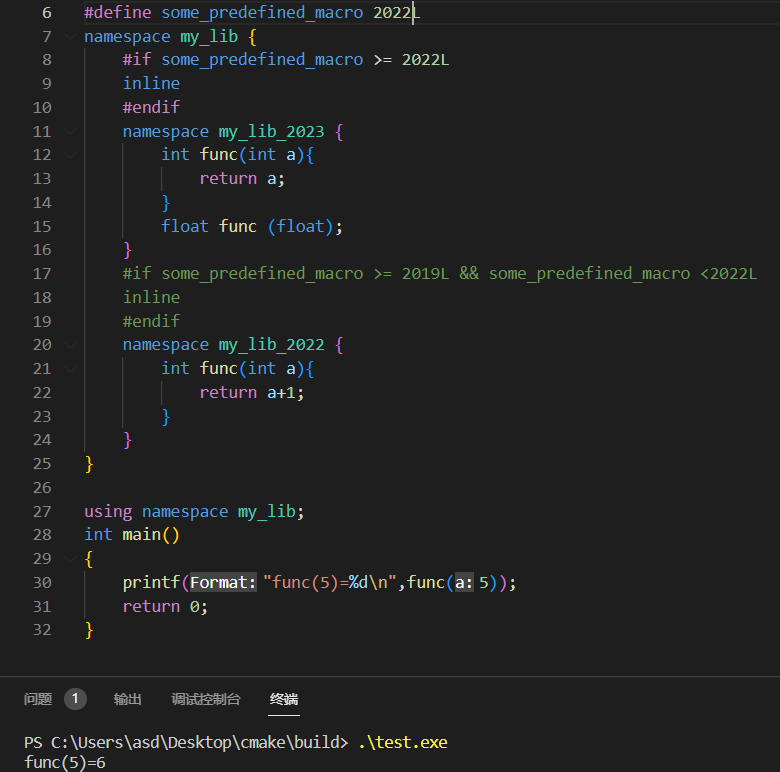 6 #define some_predefined_macro 2022L
7 namespace my_lib {
8 #if some_predefined_macro >= 2022L
9 inline
10 #endif
11 namespace my_lib_2023 {
12 int func(int a){
13 return a;
14 }
15 float func (float);
16 }
17 #if some_predefined_macro >= 2019L && some_predefined_macro <2022L
18 inline
19 #endif
20 namespace my_lib_2022 {
21 int func(int a){
22 return a+1;
23 }
24 }
25 }
26
27 using namespace my_lib;
28 int main()
29 {
30 printf(Format: "func(5)=%d\n",func(a: 5));
31 return 0;
32 }
问题 1 输出 调试控制台 终端
PS C:\Users\asd\Desktop\cmake\build> .\test.exe
func(5)=6